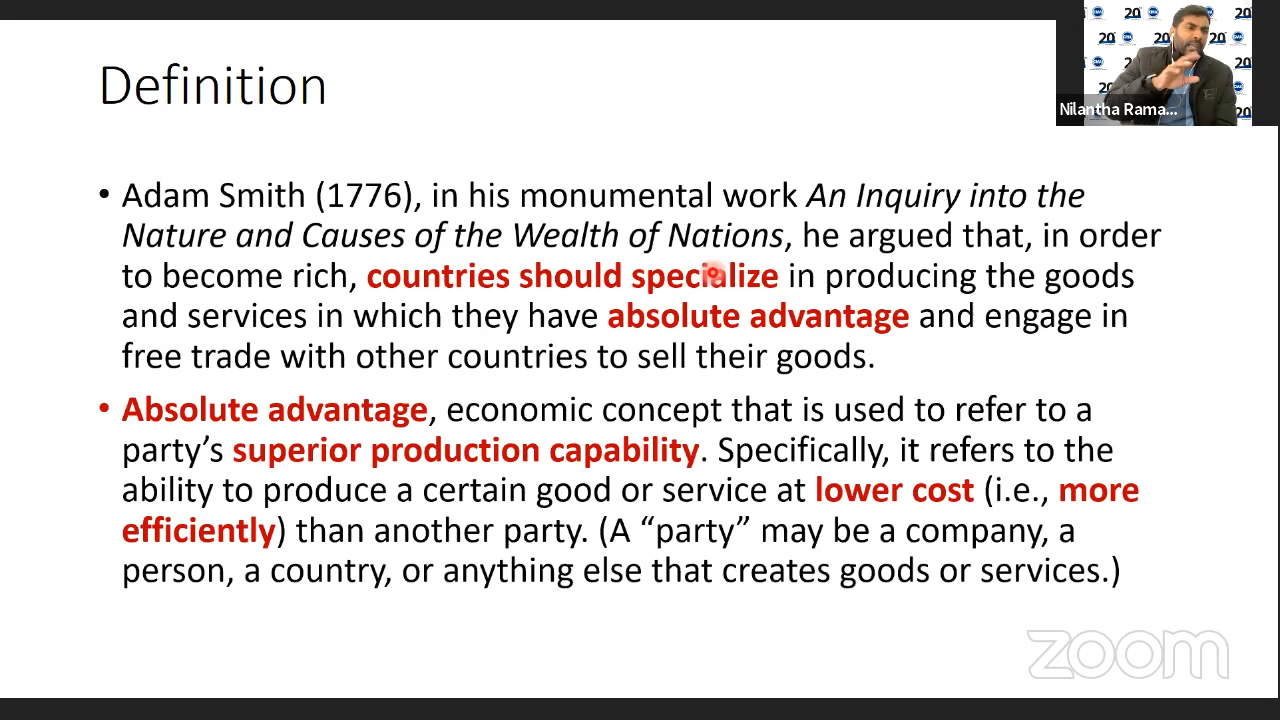 Definition
• Adam Smith (1776), in his monumental work An Inquiry into the
Nature and Causes of the Wealth of Nations, he argued that, in order
to become rich, countries should specialize in producing the goods
and services in which they have absolute advantage and engage in
free trade with other countries to sell their goods.
• Absolute advantage, economic concept that is used to refer to a
party’s superior production capability. Specifically, it refers to the
ability to produce a certain good or service at lower cost (i.e., more
efficiently) than another party. (A “party” may be a company, a
person, a country, or anything else that creates goods or services.)
Nilantha Rama...
20
20
20
zoom